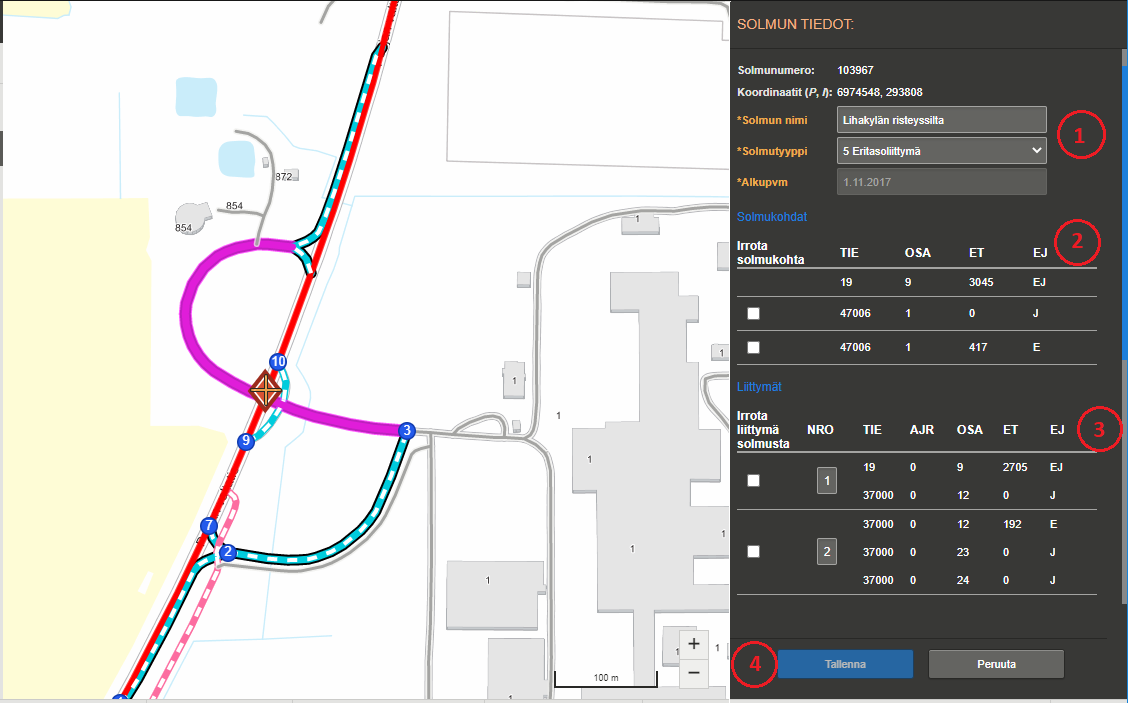 SOLMUN TIEDOT:
Solmunumero: 103967
Koordinaatit (P, I): 6974548, 293808
*Solmun nimi Lihakylän risteyssilta
*Solmutyyppi 5 Eritasoliittymä
*Alkupvm 1.11.2017
1
Solmukohdat
2
Irrota solmukohta TIE OSA ET EJ
19 9 3045 EJ
47006 1 0 J
47006 1 417 E
Liittymät
3
Irrota liittymä solmusta NRO TIE AJR OSA ET EJ
1 19 0 9 2705 EJ
37000 0 12 0 J
37000 0 12 192 E
2 37000 0 23 0 J
37000 0 24 0 J
4 Tallenna Peruuta
872
854
854
10
9
3
7
2
1
1
1
1
1
1
1
1
1
1
1
1
+
−
100 m